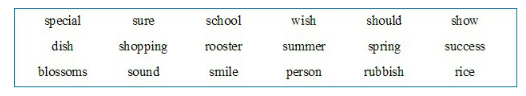 special sure school wish should show
dish shopping rooster summer spring success
blossoms sound smile person rubbish rice